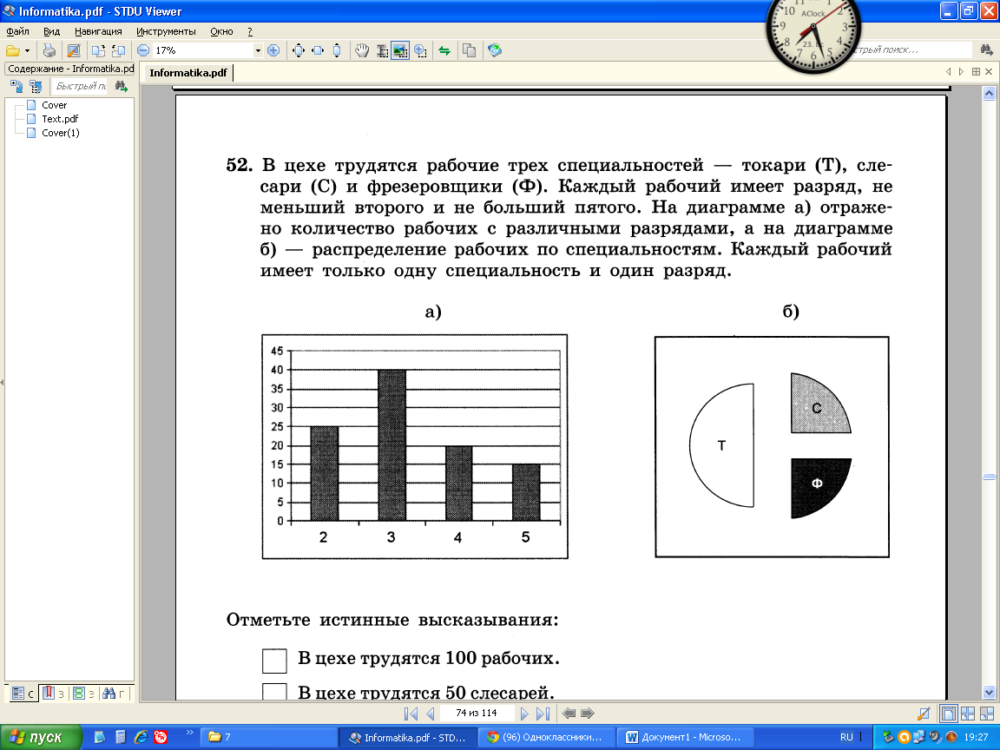 Informatika.pdf - STDU Viewer
Файл Вид Навигация Инструменты Окно ?
17%
Содержание - Informatika.pd
Informatika.pdf
Cover
Text.pdf
Cover(1)
52. В цехе трудятся рабочие трех специальностей — токари (Т), сле-
сари (С) и фрезеровщики (Ф). Каждый рабочий имеет разряд, не
меньший второго и не больший пятого. На диаграмме а) отраже-
но количество рабочих с различными разрядами, а на диаграмме
б) — распределение рабочих по специальностям. Каждый рабочий
имеет только одну специальность и один разряд.
а) б)
45
40
35
30
25
20
15
10
5
0
2 3 4 5
Т
С
Ф
Отметьте истинные высказывания:
В цехе трудятся 100 рабочих.
В цехе трудятся 50 слесарей.
74 из 114
пуск
7
Informatika.pdf - STD...
(96) Одноклассники...
Документ1 - Microso...
RU
19:27